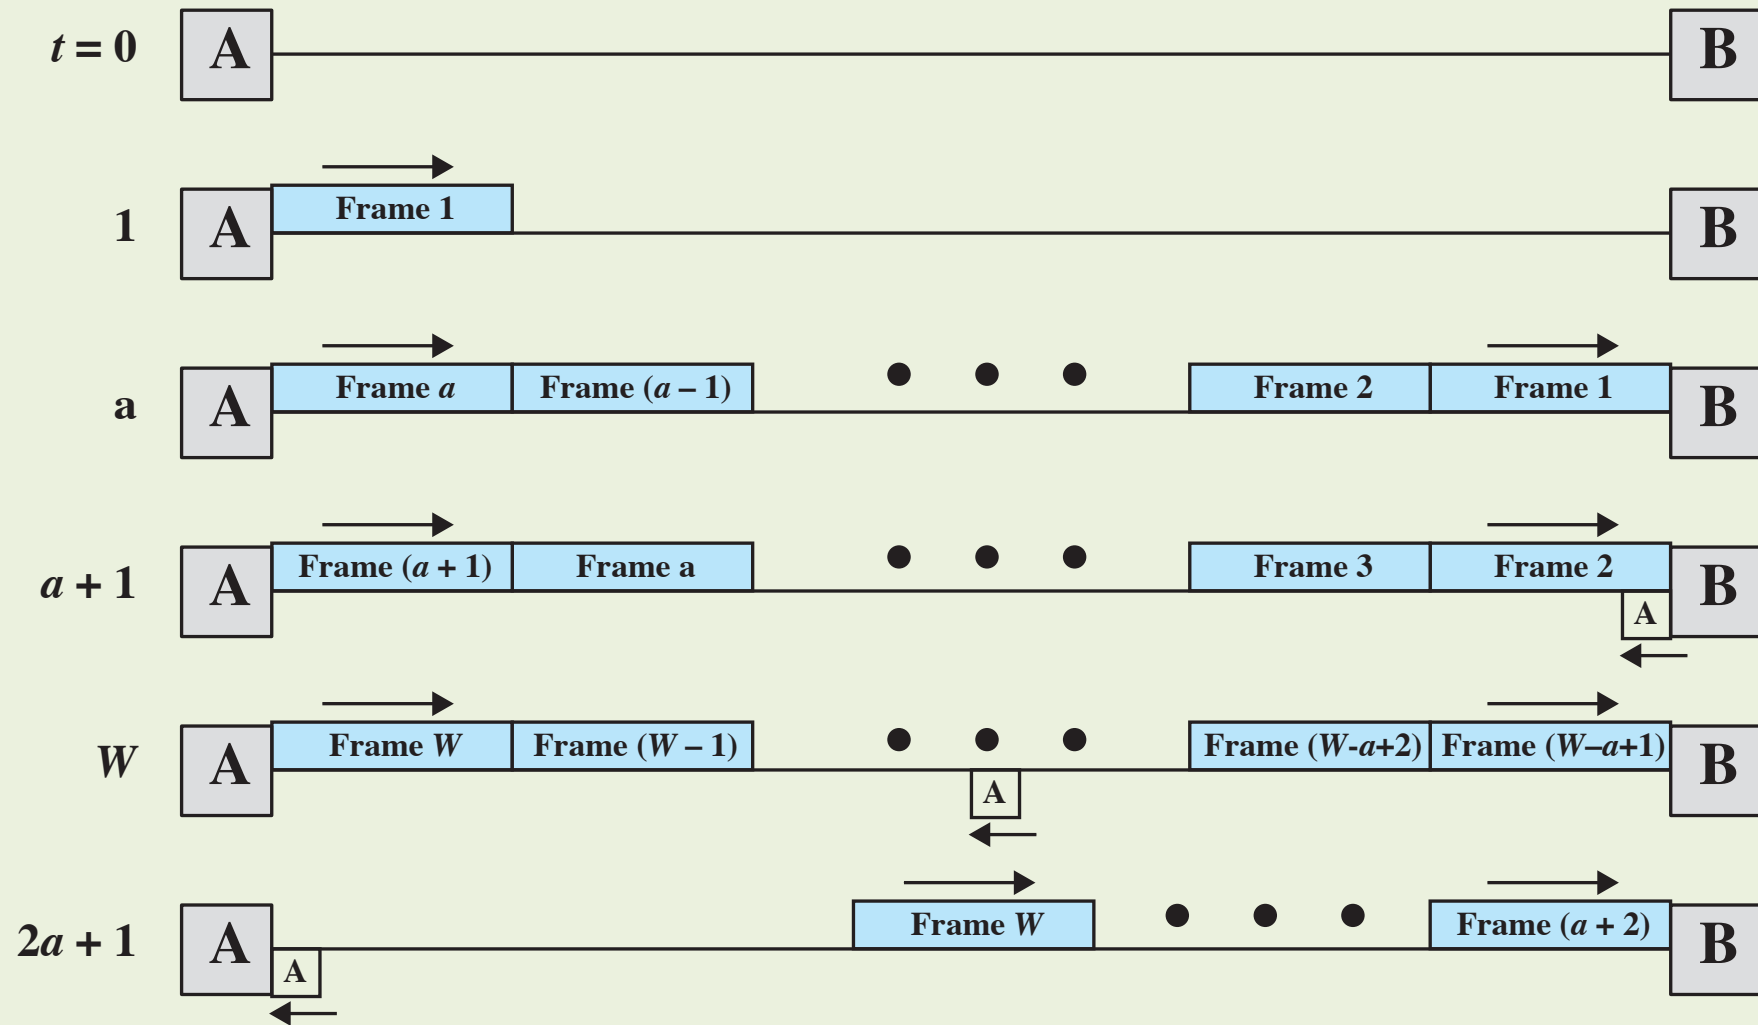 t = 0 A B
1 A Frame 1 B
a A Frame a Frame (a – 1) Frame 2 Frame 1 B
a + 1 A Frame (a + 1) Frame a Frame 3 Frame 2 B
A
W A Frame W Frame (W – 1) Frame (W-a+2) Frame (W–a+1) B
A
2a + 1 A Frame W Frame (a + 2) B
A